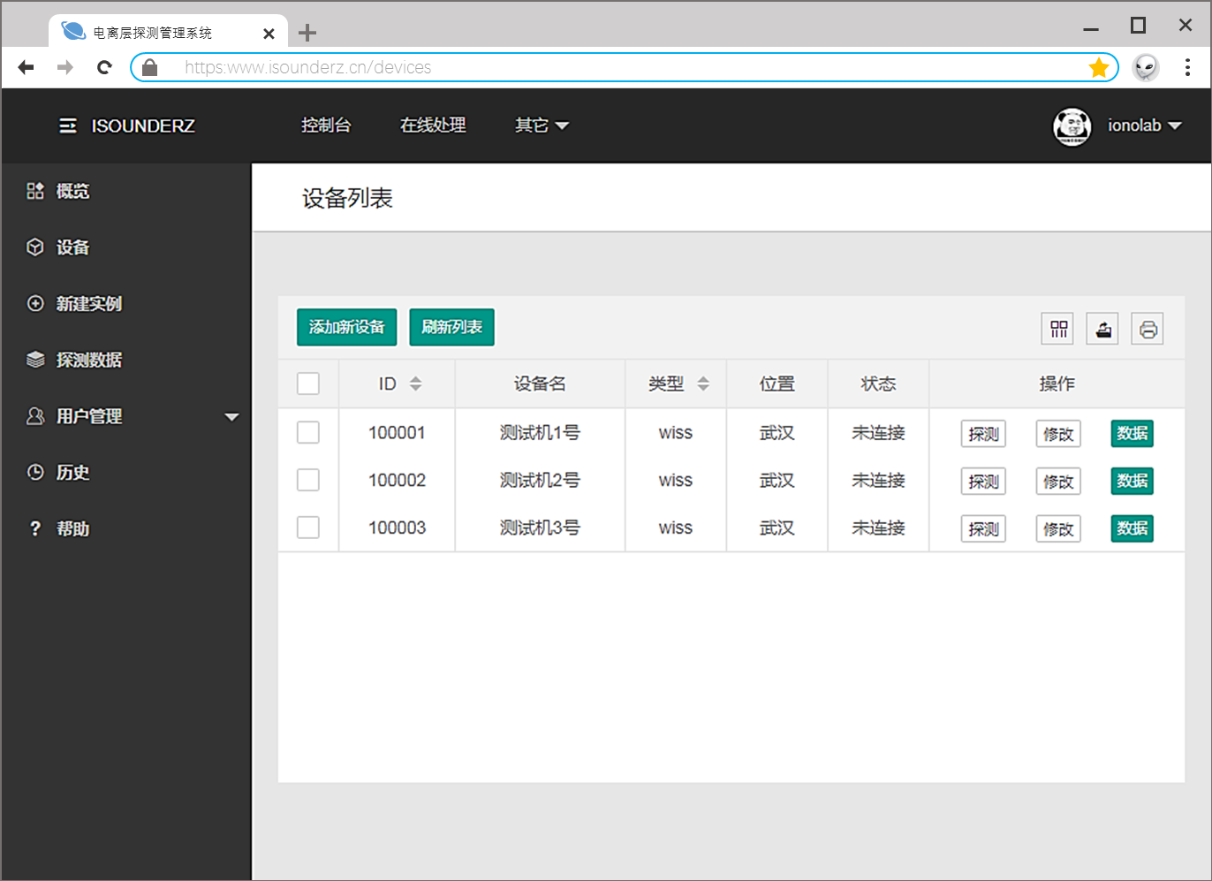 电离层探测管理系统
https:www.isounderz.cn/devices
ISOUNDERZ 控制台 在线处理 其它 ionolab
概览
设备
新建实例
探测数据
用户管理
历史
帮助
设备列表
添加新设备 刷新列表
ID 设备名 类型 位置 状态 操作
100001 测试机1号 wiss 武汉 未连接 探测 修改 数据
100002 测试机2号 wiss 武汉 未连接 探测 修改 数据
100003 测试机3号 wiss 武汉 未连接 探测 修改 数据